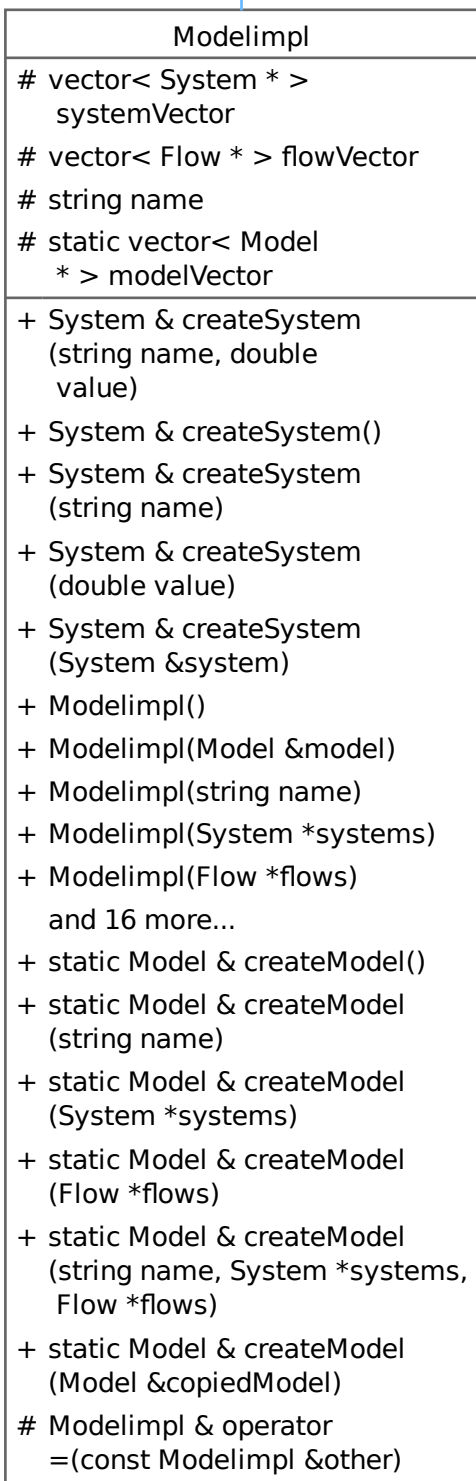 Modelimpl
# vector< System * >
systemVector
# vector< Flow * > flowVector
# string name
# static vector< Model
* > modelVector
+ System & createSystem
(string name, double
value)
+ System & createSystem()
+ System & createSystem
(string name)
+ System & createSystem
(double value)
+ System & createSystem
(System &system)
+ Modelimpl()
+ Modelimpl(Model &model)
+ Modelimpl(string name)
+ Modelimpl(System *systems)
+ Modelimpl(Flow *flows)
and 16 more...
+ static Model & createModel()
+ static Model & createModel
(string name)
+ static Model & createModel
(System *systems)
+ static Model & createModel
(Flow *flows)
+ static Model & createModel
(string name, System *systems,
Flow *flows)
+ static Model & createModel
(Model &copiedModel)
# Modelimpl & operator
=(const Modelimpl &other)